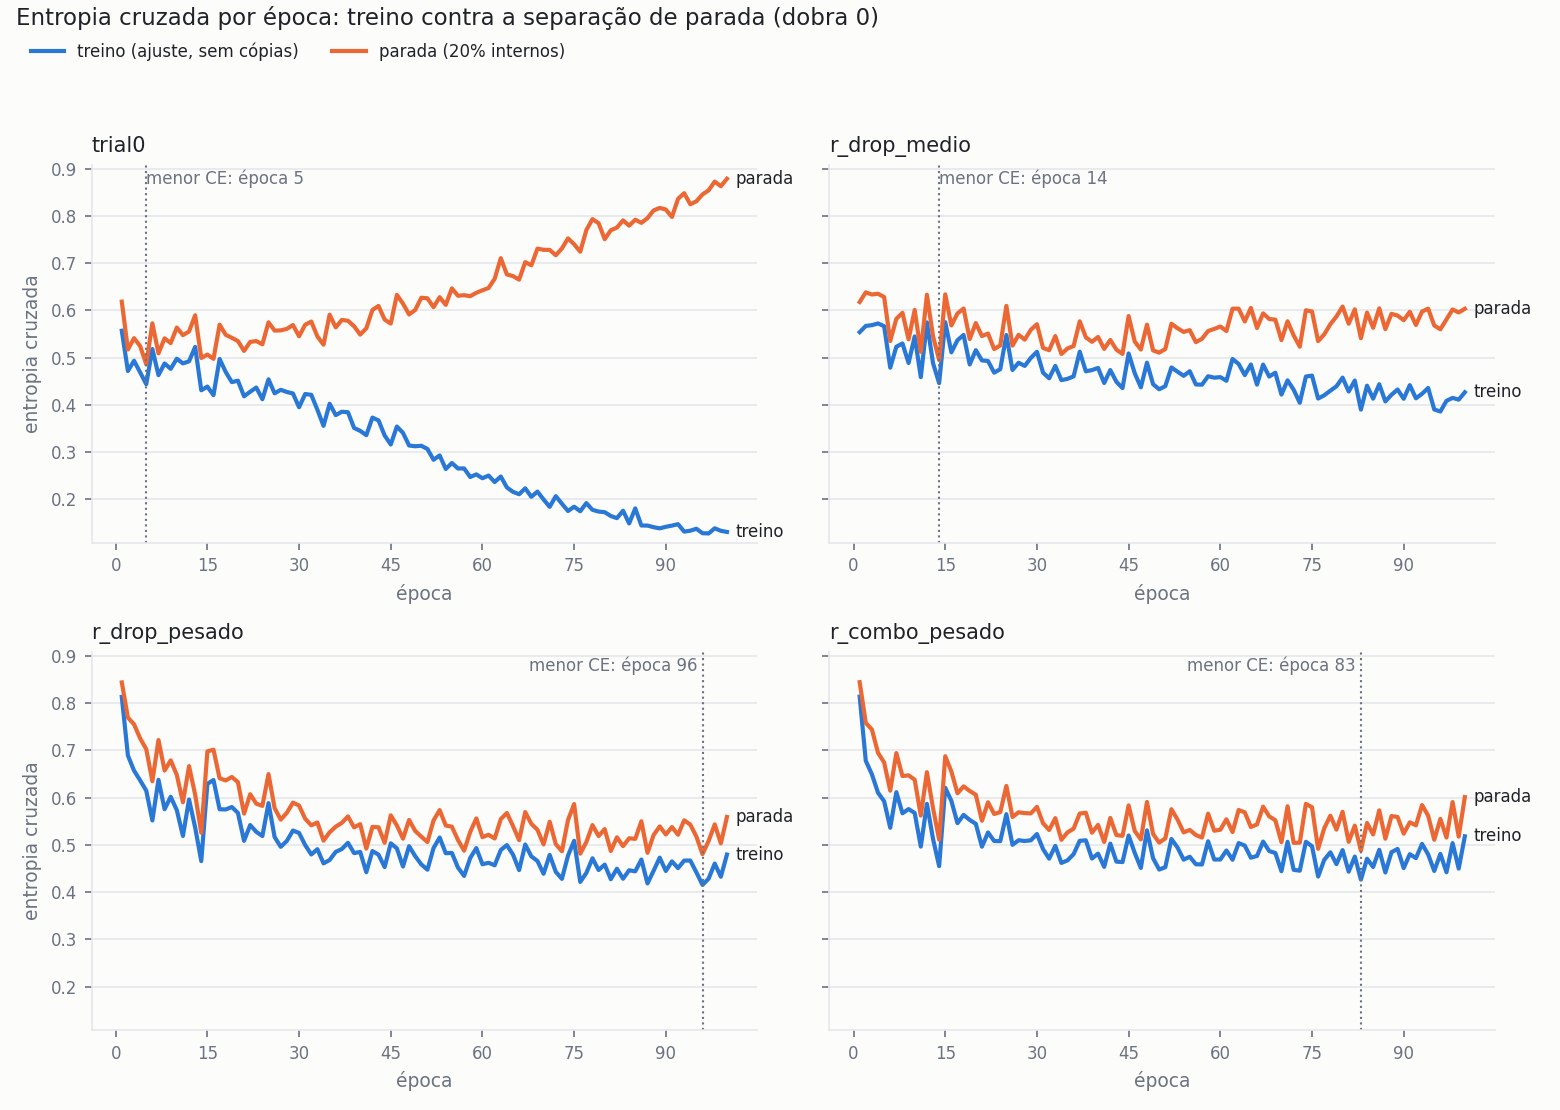 Entropia cruzada por época: treino contra a separação de parada (dobra 0)
treino (ajuste, sem cópias)
parada (20% internos)
trial0
menor CE: época 5
parada
treino
entropia cruzada
0.9
0.8
0.7
0.6
0.5
0.4
0.3
0.2
0 15 30 45 60 75 90
época
r_drop_medio
menor CE: época 14
parada
treino
0 15 30 45 60 75 90
época
r_drop_pesado
menor CE: época 96
parada
treino
entropia cruzada
0.9
0.8
0.7
0.6
0.5
0.4
0.3
0.2
0 15 30 45 60 75 90
época
r_combo_pesado
menor CE: época 83
parada
treino
0 15 30 45 60 75 90
época